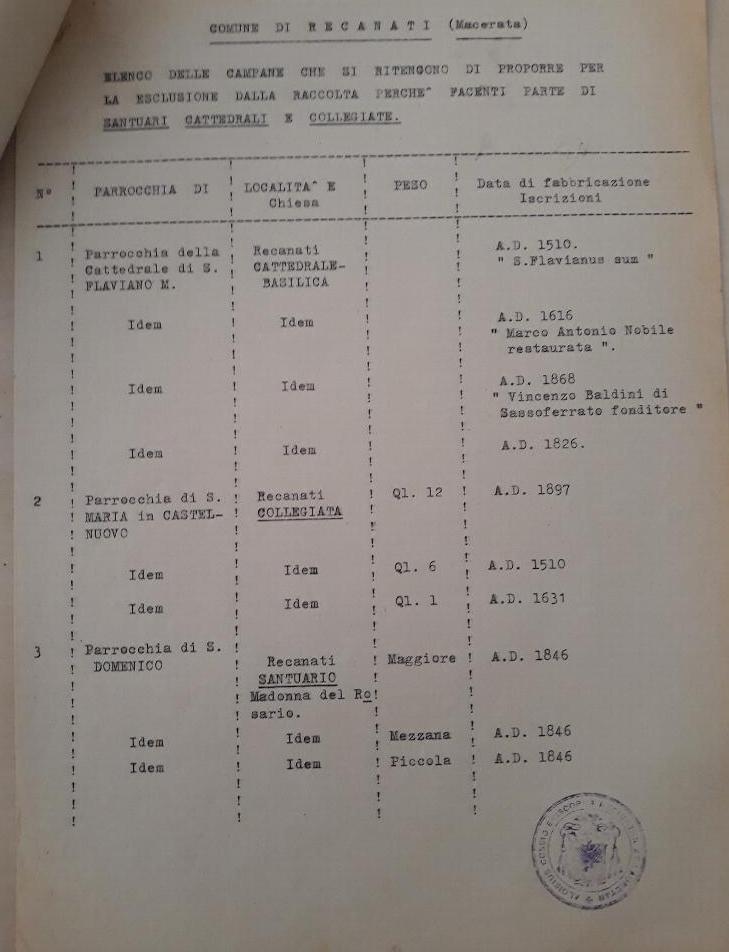 COMUNE DI R E C A N A T I (Macerata)
ELENCO DELLE CAMPANE CHE SI RITENGONO DI PROPORRE PER
LA ESCLUSIONE DALLA RACCOLTA PERCHE^ FACENTI PARTE DI
SANTUARI CATTEDRALI E COLLEGIATE.
N° PARROCCHIA DI LOCALITA^ E Chiesa PESO Data di fabbricazione Iscrizioni
1 Parrocchia della Recanati A.D. 1510.
Cattedrale di S. CATTEDRALE- " S.Flavianus sum "
FLAVIANO M. BASILICA
Idem Idem A.D. 1616
" Marco Antonio Nobile
restaurata ".
Idem Idem A.D. 1868
" Vincenzo Baldini di
Sassoferrato fonditore "
Idem Idem A.D. 1826.
2 Parrocchia di S. Recanati Ql. 12 A.D. 1897
MARIA in CASTEL- COLLEGIATA
NUOVO
Idem Idem Ql. 6 A.D. 1510
Idem Idem Ql. 1 A.D. 1631
3 Parrocchia di S. Recanati Maggiore A.D. 1846
DOMENICO SANTUARIO
Madonna del Ro
sario.
Idem Idem Mezzana A.D. 1846
Idem Idem Piccola A.D. 1846
ALOISIUS COSSIO